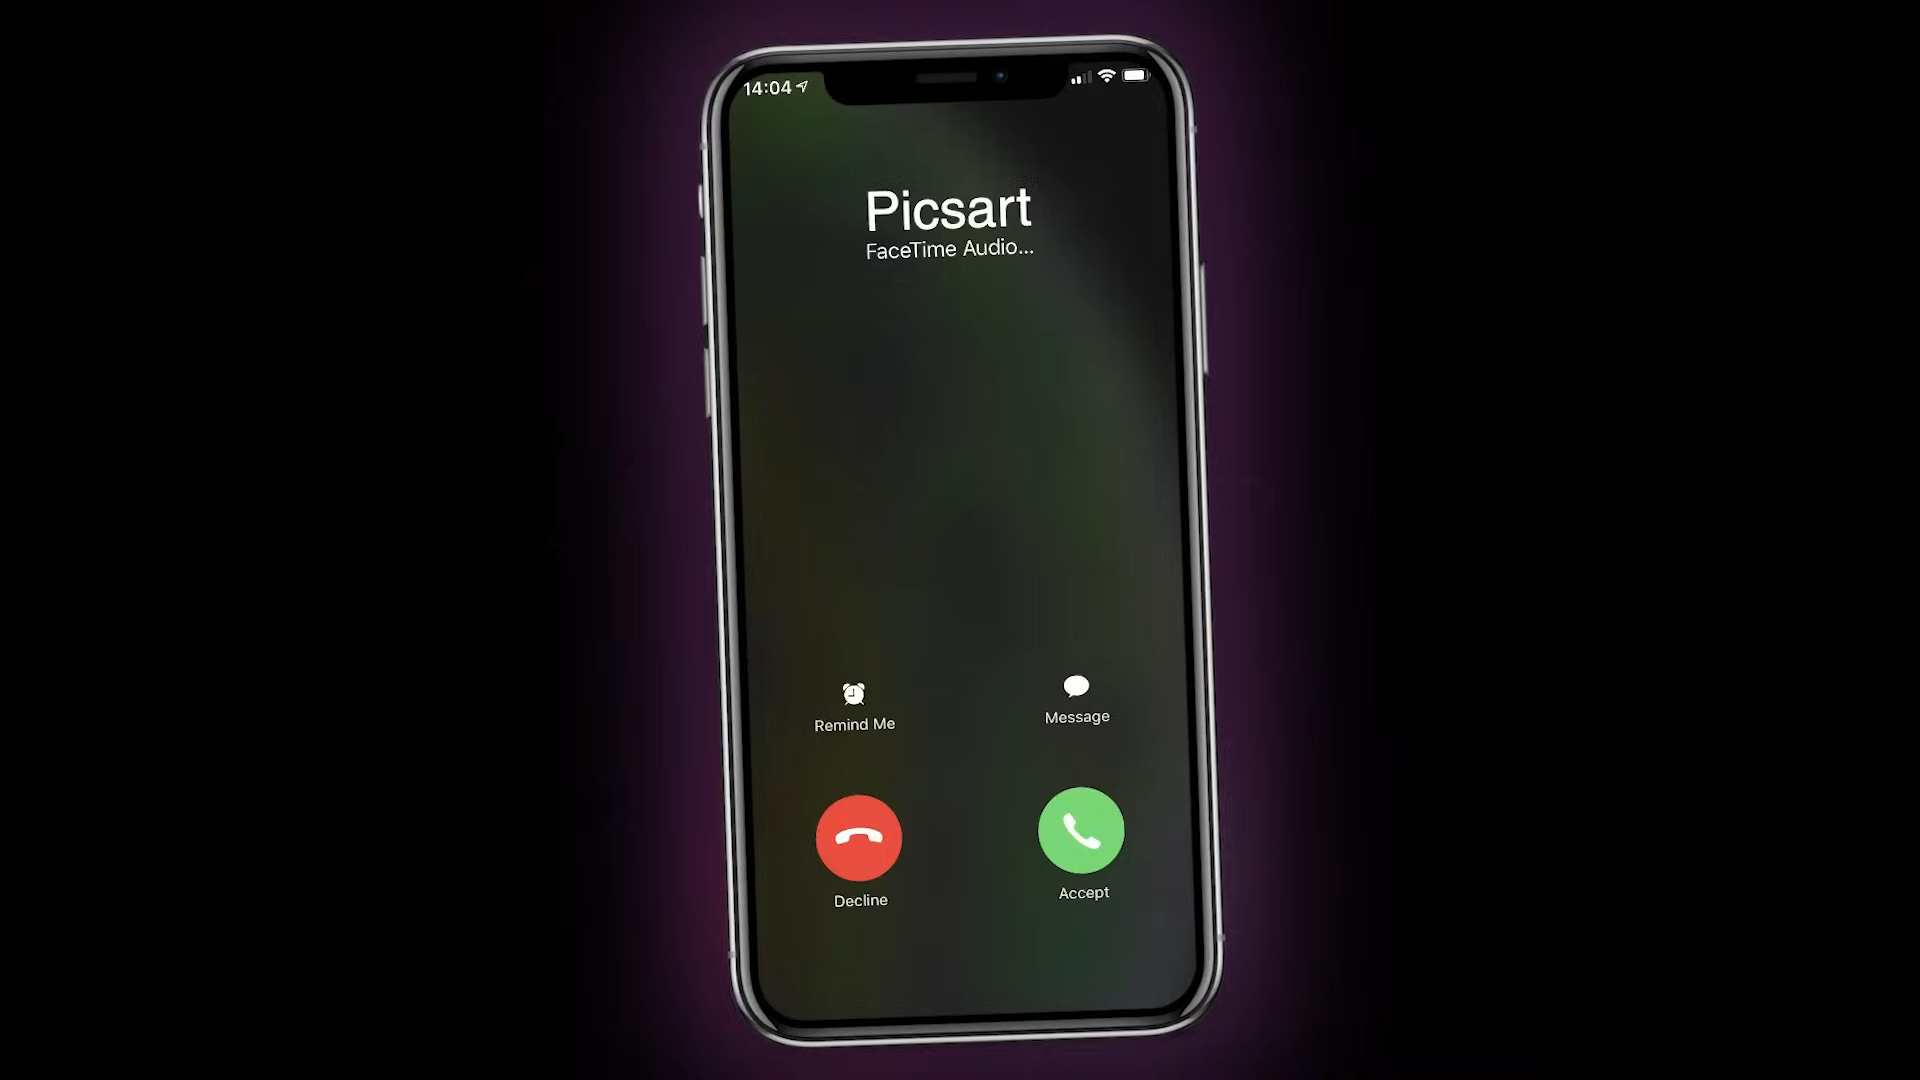 14:04
Picsart
FaceTime Audio...
Remind Me
Message
Decline
Accept